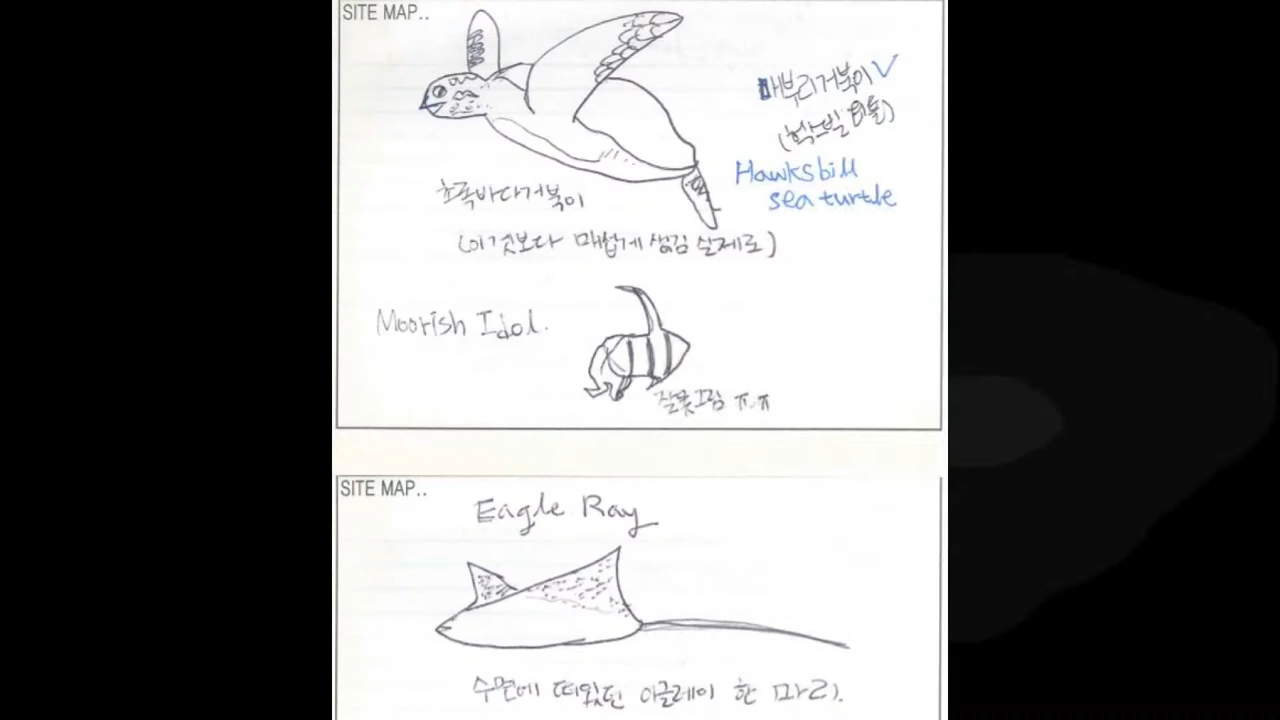 SITE MAP..
매부리거북이
(학스빌 터틀)
Hawksbill
sea turtle
초록바다거북이
(이것보다 매섭게 생김 실제로)
Moorish Idol.
잘못그림 ㅠ.ㅠ
SITE MAP..
Eagle Ray
수면에 떠있던 이글레이 한 마리.